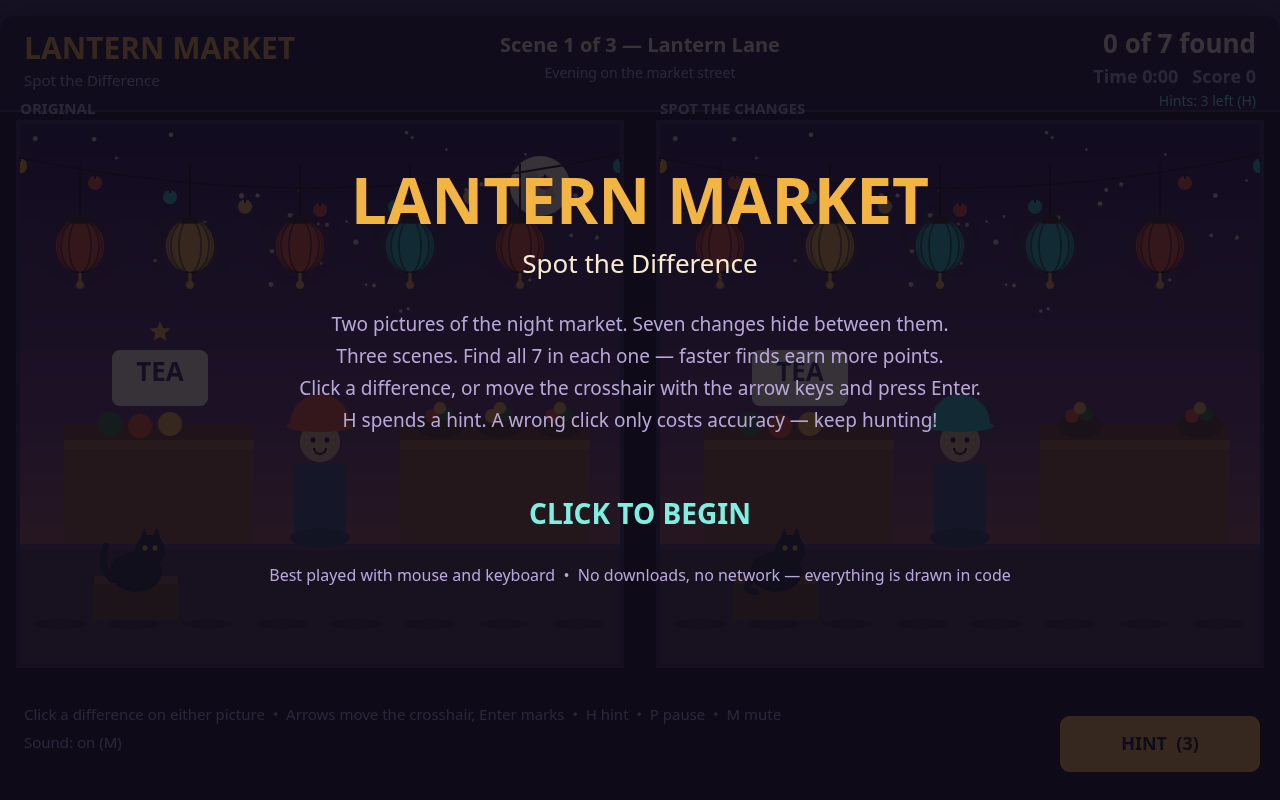 LANTERN MARKET
Spot the Difference
Scene 1 of 3 — Lantern Lane
Evening on the market street
0 of 7 found
Time 0:00 Score 0
Hints: 3 left (H)
ORIGINAL
SPOT THE CHANGES
LANTERN MARKET
Spot the Difference
Two pictures of the night market. Seven changes hide between them.
Three scenes. Find all 7 in each one — faster finds earn more points.
Click a difference, or move the crosshair with the arrow keys and press Enter.
H spends a hint. A wrong click only costs accuracy — keep hunting!
TEA
TEA
CLICK TO BEGIN
Best played with mouse and keyboard • No downloads, no network — everything is drawn in code
Click a difference on either picture • Arrows move the crosshair, Enter marks • H hint • P pause • M mute
Sound: on (M)
HINT (3)